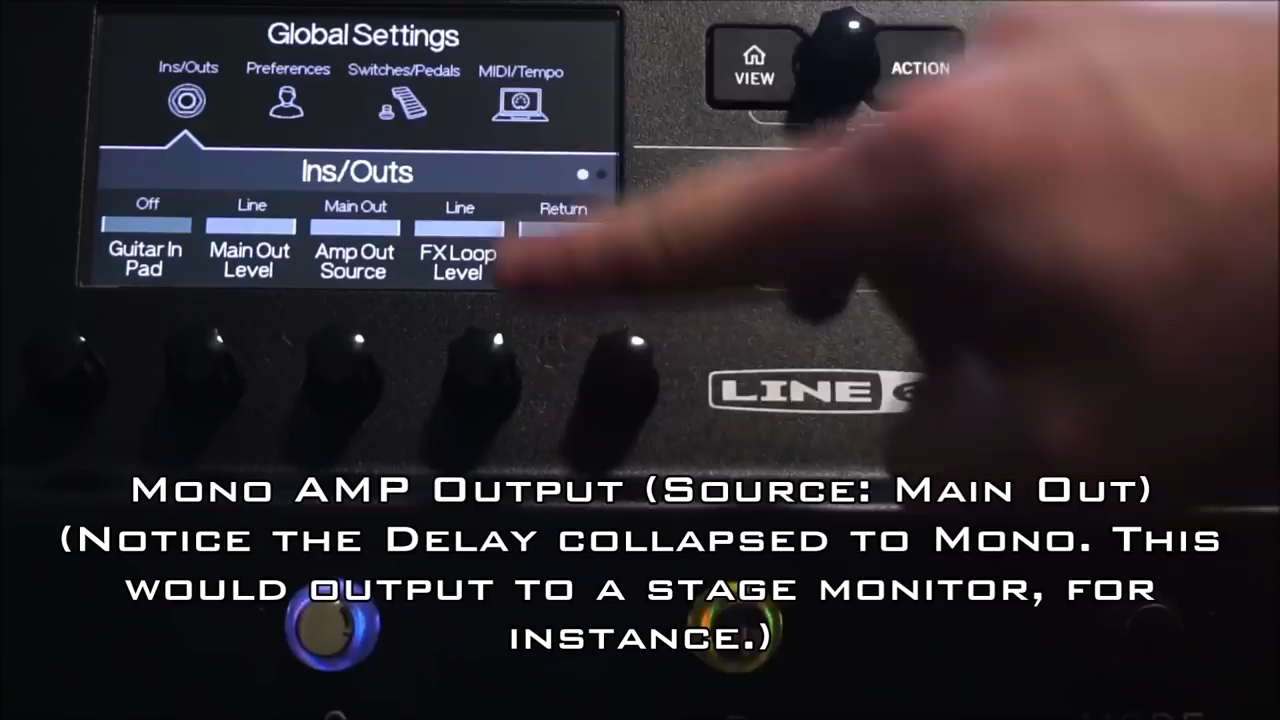 Global Settings
Ins/Outs Preferences Switches/Pedals MIDI/Tempo
Ins/Outs
Off Line Main Out Line Return
Guitar In Pad
Main Out Level
Amp Out Source
FX Loop Level
VIEW
ACTION
LINE
Mono AMP Output (Source: Main Out)
(Notice the Delay collapsed to Mono. This
would output to a stage monitor, for
instance.)